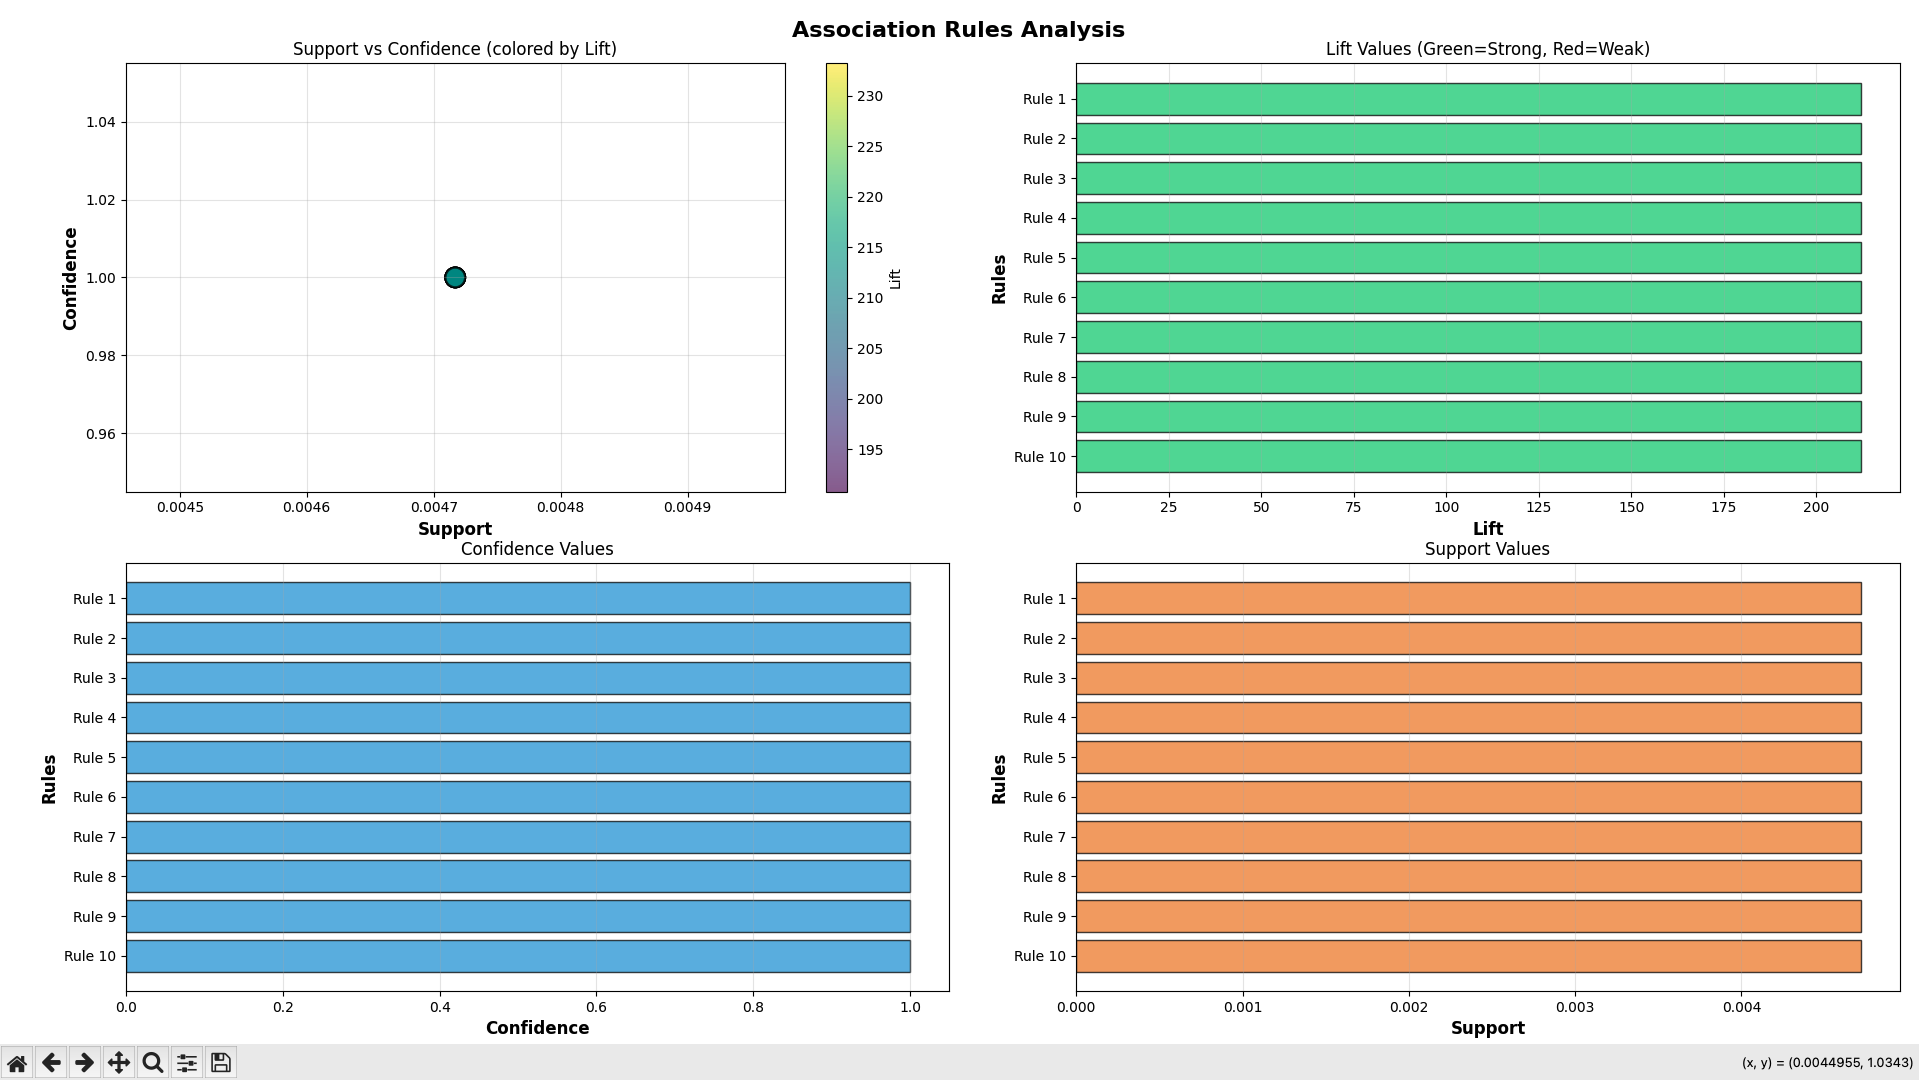 Association Rules Analysis
Support vs Confidence (colored by Lift)
Confidence
1.04
1.02
1.00
0.98
0.96
0.0045 0.0046 0.0047 0.0048 0.0049
Support
230
225
220
215
210
205
200
195
Lift
Lift Values (Green=Strong, Red=Weak)
Rules
Rule 1
Rule 2
Rule 3
Rule 4
Rule 5
Rule 6
Rule 7
Rule 8
Rule 9
Rule 10
0 25 50 75 100 125 150 175 200
Lift
Confidence Values
Rules
Rule 1
Rule 2
Rule 3
Rule 4
Rule 5
Rule 6
Rule 7
Rule 8
Rule 9
Rule 10
0.0 0.2 0.4 0.6 0.8 1.0
Confidence
Support Values
Rules
Rule 1
Rule 2
Rule 3
Rule 4
Rule 5
Rule 6
Rule 7
Rule 8
Rule 9
Rule 10
0.000 0.001 0.002 0.003 0.004
Support
(x, y) = (0.0044955, 1.0343)